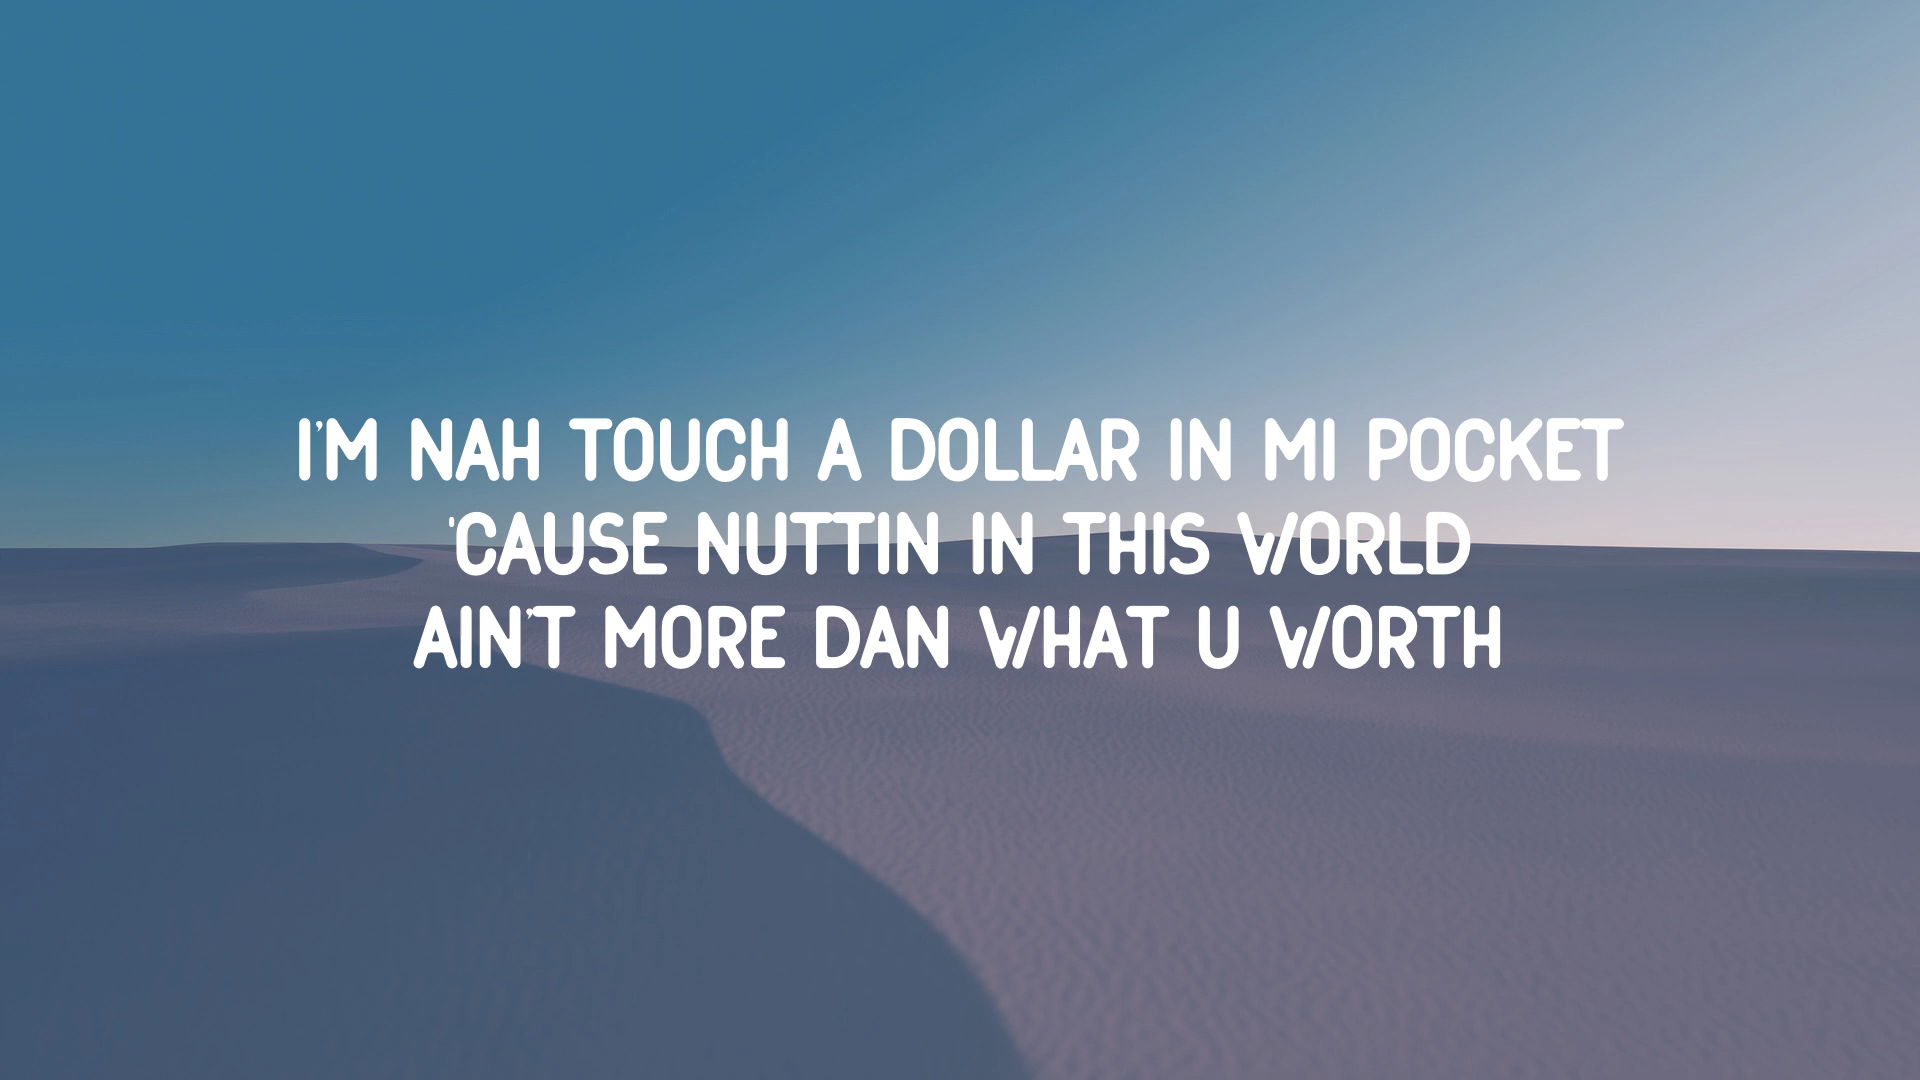 I'M NAH TOUCH A DOLLAR IN MI POCKET
'CAUSE NUTTIN IN THIS WORLD
AIN'T MORE DAN WHAT U WORTH